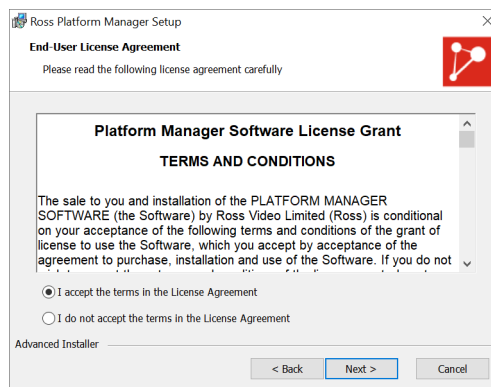 Ross Platform Manager Setup
End-User License Agreement
Please read the following license agreement carefully
Platform Manager Software License Grant
TERMS AND CONDITIONS
The sale to you and installation of the PLATFORM MANAGER
SOFTWARE (the Software) by Ross Video Limited (Ross) is conditional
on your acceptance of the following terms and conditions of the grant of
license to use the Software, which you accept by acceptance of the
agreement to purchase, installation and use of the Software. If you do not
I accept the terms in the License Agreement
I do not accept the terms in the License Agreement
Advanced Installer
< Back
Next >
Cancel